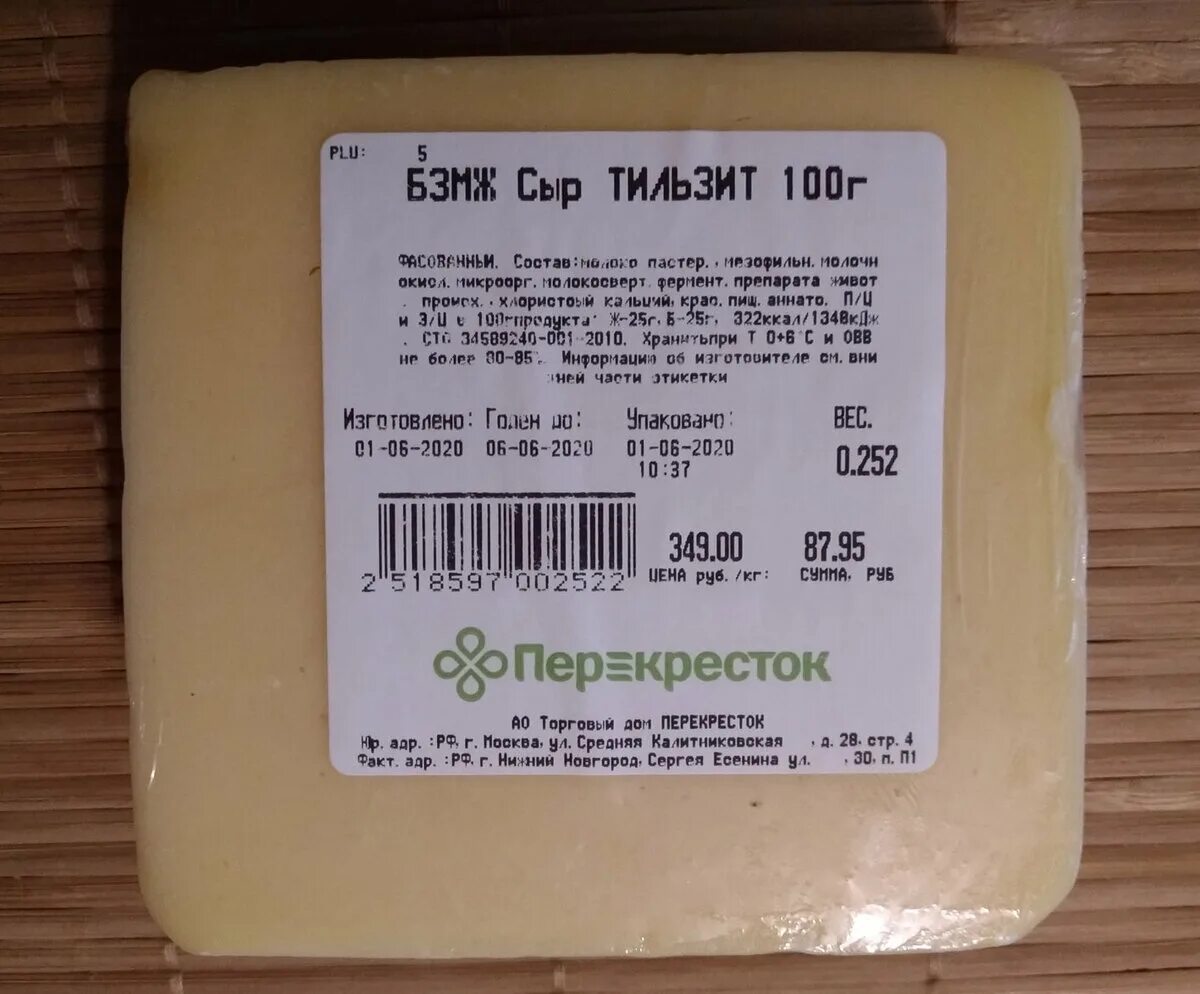 PLU: 5
БЗМЖ Сыр ТИЛЬЗИТ 100г
ФАСОВАННЫЙ. Состав:молоко пастер., мезофильн. молочн
окисл. микроорг. молокосверт. фермент. препарата живот
. происх., хлористый кальций, крас. пищ. аннато. П/Ц
и Э/Ц в 100гпродукта: Ж-25г, Б-25г, 322ккал/1348кДж
. СТО 34589240-001-2010. Хранитьпри Т 0+6°С и ОВВ
не более 80-85%. Информацию об изготовителе см. вни
жней части этикетки
Изготовлено: Годен до: Упаковано: ВЕС.
01-06-2020 06-06-2020 01-06-2020
10:37 0.252
349.00 87.95
ЦЕНА руб./кг: СУММА, РУБ
2 518597 002522
Перекресток
АО Торговый дом ПЕРЕКРЕСТОК
Юр. адр. :РФ, г. Москва, ул. Средняя Калитниковская , д. 28, стр. 4
Факт. адр. :РФ, г. Нижний Новгород, Сергея Есенина ул. , 30, п. П1